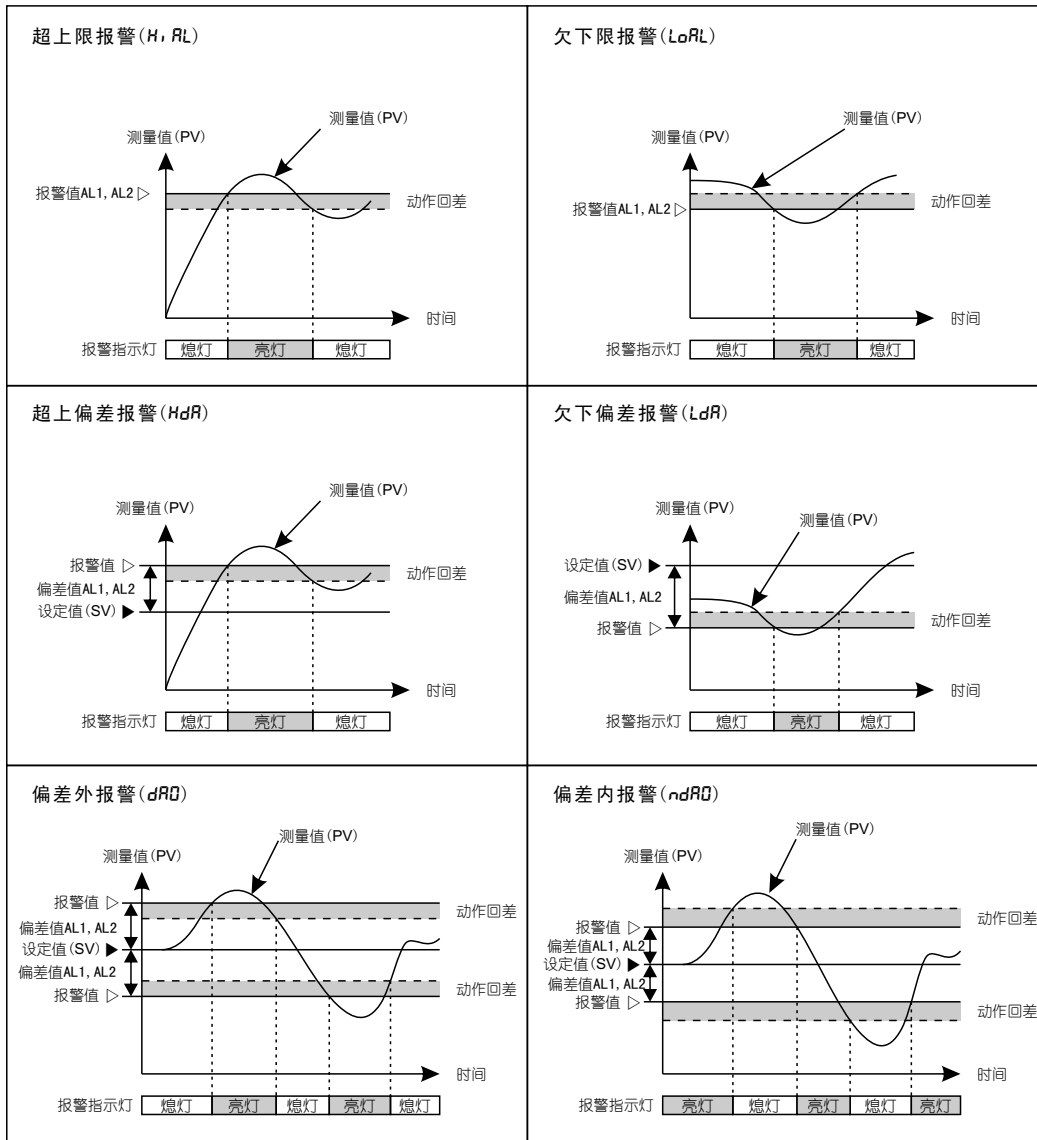 超上限报警(HiAL)
测量值(PV)
测量值(PV)
报警值AL1, AL2
动作回差
时间
报警指示灯 熄灯 亮灯 熄灯
欠下限报警(LoAL)
测量值(PV)
测量值(PV)
报警值AL1, AL2
动作回差
时间
报警指示灯 熄灯 亮灯 熄灯
超上偏差报警(HdA)
测量值(PV)
测量值(PV)
报警值
动作回差
偏差值AL1, AL2
设定值(SV)
时间
报警指示灯 熄灯 亮灯 熄灯
欠下偏差报警(LdA)
测量值(PV)
测量值(PV)
设定值(SV)
偏差值AL1, AL2
动作回差
报警值
时间
报警指示灯 熄灯 亮灯 熄灯
偏差外报警(dAO)
测量值(PV)
测量值(PV)
报警值
动作回差
偏差值AL1, AL2
设定值(SV)
偏差值AL1, AL2
动作回差
报警值
时间
报警指示灯 熄灯 亮灯 熄灯 亮灯 熄灯
偏差内报警(ndAO)
测量值(PV)
测量值(PV)
动作回差
报警值
偏差值AL1, AL2
设定值(SV)
偏差值AL1, AL2
报警值
动作回差
时间
报警指示灯 亮灯 熄灯 亮灯 熄灯 亮灯